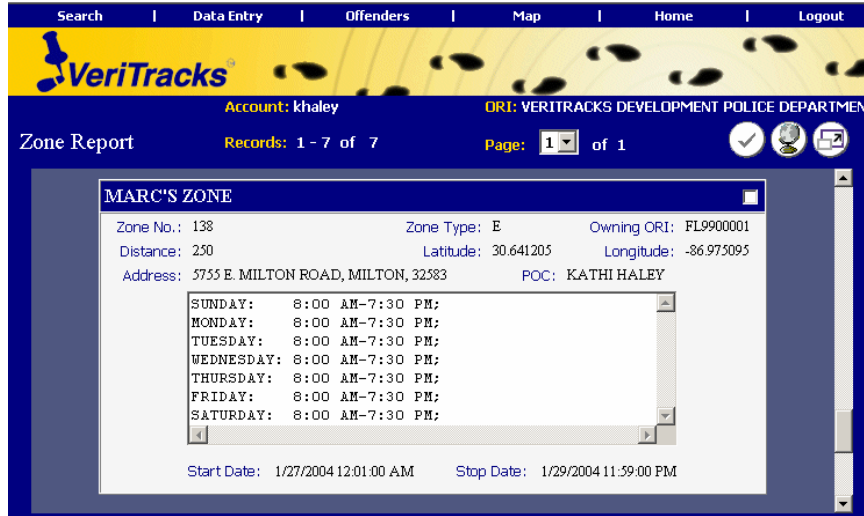 Search | Data Entry | Offenders | Map | Home | Logout
VeriTracks®
Account: khaley ORI: VERITRACKS DEVELOPMENT POLICE DEPARTMEN
Zone Report Records: 1 - 7 of 7 Page: 1 of 1
MARC'S ZONE
Zone No.: 138 Zone Type: E Owning ORI: FL9900001
Distance: 250 Latitude: 30.641205 Longitude: -86.975095
Address: 5755 E. MILTON ROAD, MILTON, 32583 POC: KATHI HALEY
SUNDAY: 8:00 AM-7:30 PM;
MONDAY: 8:00 AM-7:30 PM;
TUESDAY: 8:00 AM-7:30 PM;
WEDNESDAY: 8:00 AM-7:30 PM;
THURSDAY: 8:00 AM-7:30 PM;
FRIDAY: 8:00 AM-7:30 PM;
SATURDAY: 8:00 AM-7:30 PM;
Start Date: 1/27/2004 12:01:00 AM Stop Date: 1/29/2004 11:59:00 PM